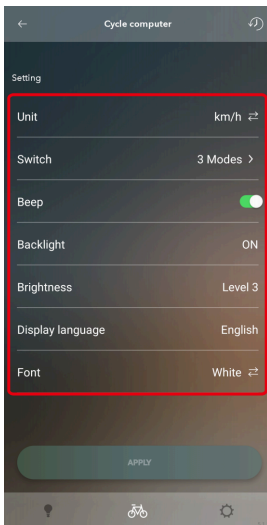 Cycle computer
Setting
Unit km/h
Switch 3 Modes
Beep
Backlight ON
Brightness Level 3
Display language English
Font White
APPLY